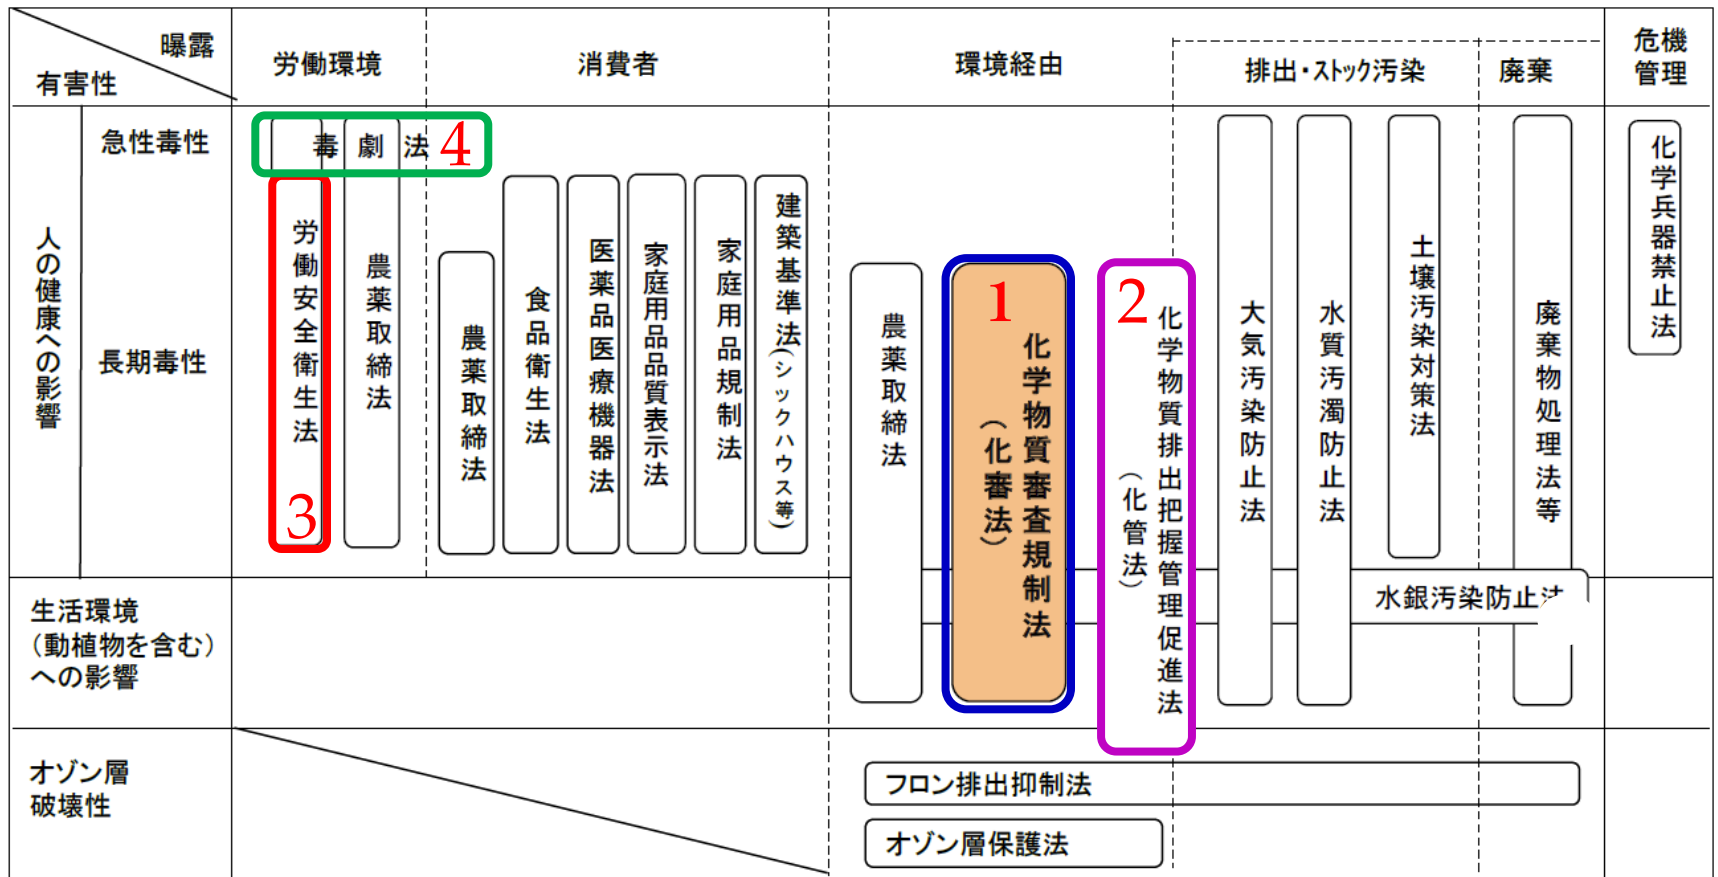 曝露
有害性
労働環境
消費者
環境経由
排出・ストック汚染
廃棄
危機
管理
人の健康への影響
急性毒性
長期毒性
毒劇法
4
労働安全衛生法
3
農薬取締法
農薬取締法
食品衛生法
医薬品医療機器法
家庭用品品質表示法
家庭用品規制法
建築基準法(シックハウス等)
農薬取締法
1
化学物質審査規制法
(化審法)
2
化学物質排出把握管理促進法
(化管法)
大気汚染防止法
水質汚濁防止法
土壌汚染対策法
廃棄物処理法等
化学兵器禁止法
水銀汚染防止法
生活環境
(動植物を含む)
への影響
オゾン層
破壊性
フロン排出抑制法
オゾン層保護法